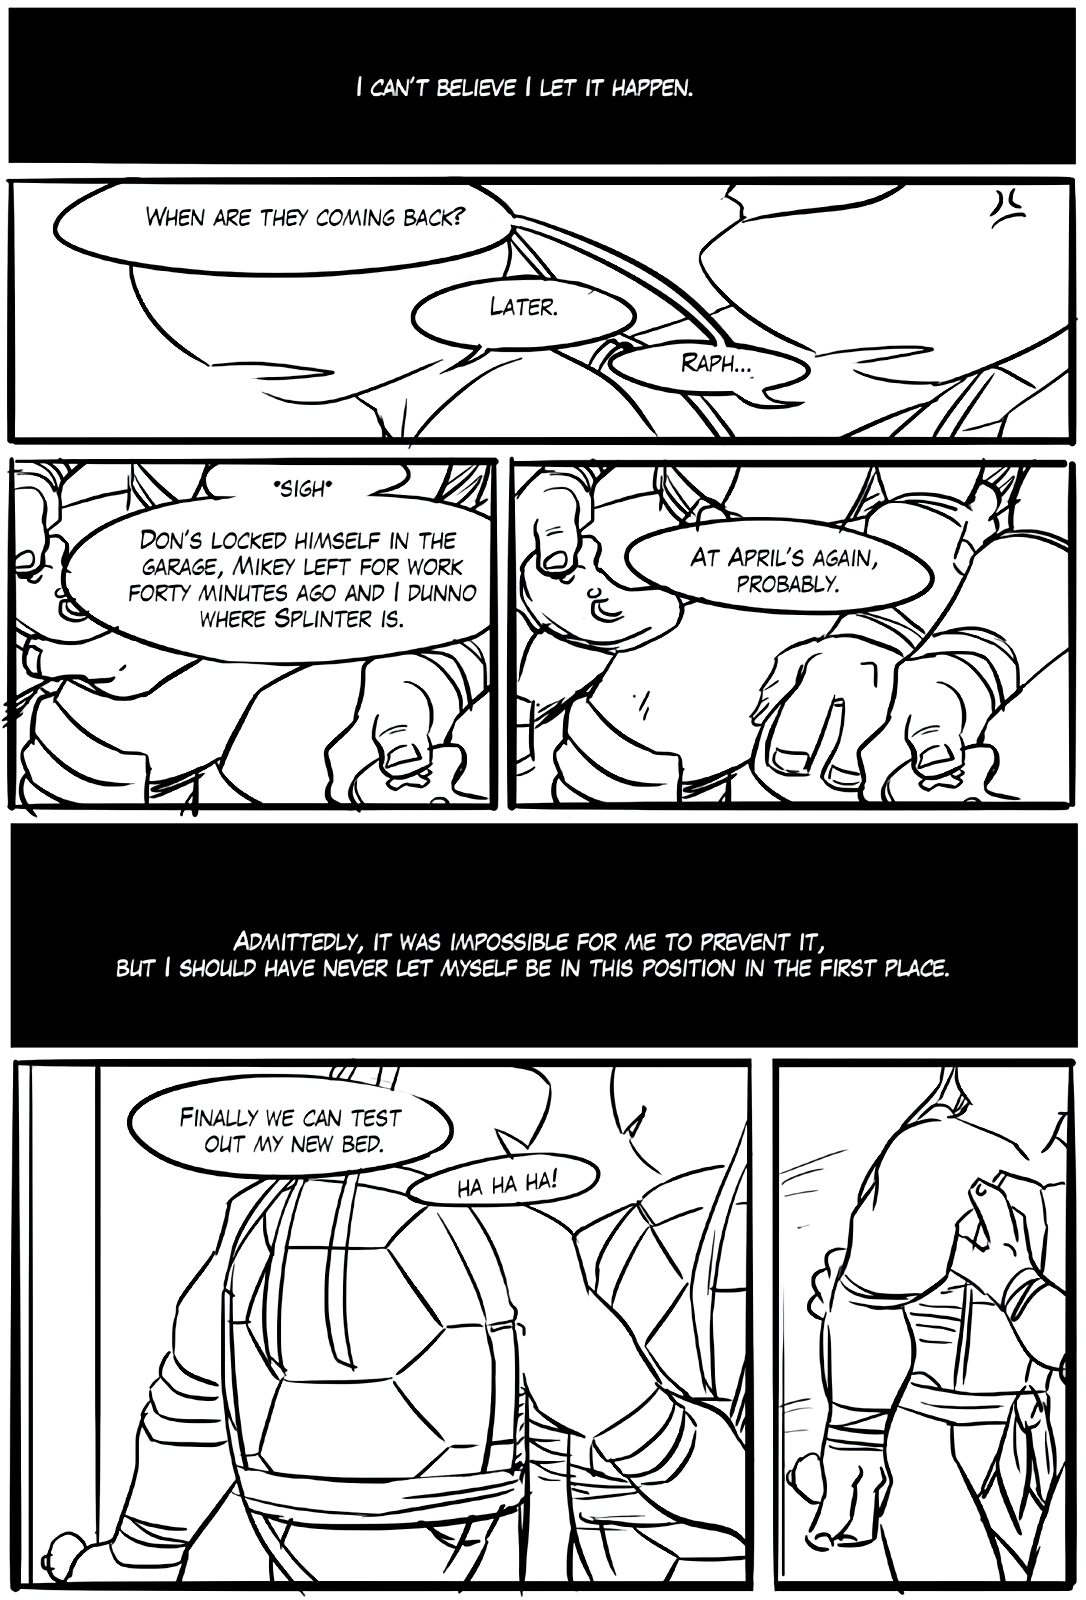 I can't believe I let it happen.
When are they coming back?
Later.
Raph...
*sigh*
Don's locked himself in the
garage, Mikey left for work
forty minutes ago and I dunno
where Splinter is.
At April's again,
probably.
Admittedly, it was impossible for me to prevent it,
but I should have never let myself be in this position in the first place.
Finally we can test
out my new bed.
ha ha ha!